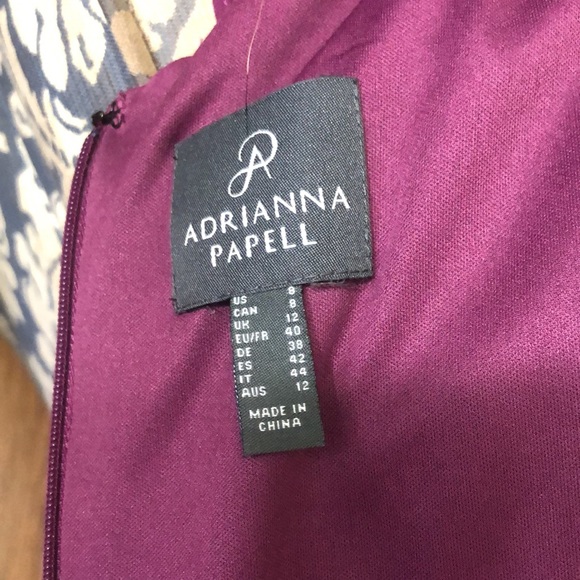 ADRIANNA
PAPELL
US 8
CAN 8
UK 12
EU/FR 40
DE 38
ES 42
IT 44
AUS 12
MADE IN
CHINA